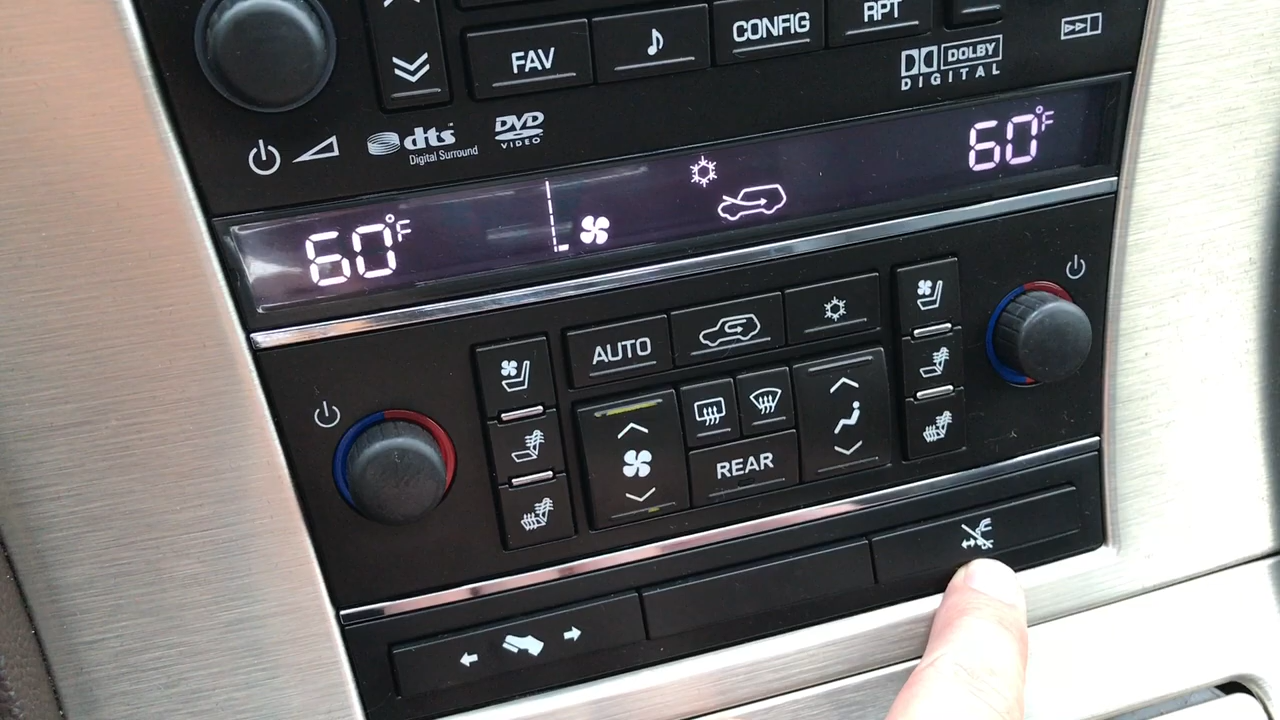 FAV
CONFIG
RPT
DOLBY
DIGITAL
dts
Digital Surround
DVD
VIDEO
60°F
60°F
AUTO
REAR